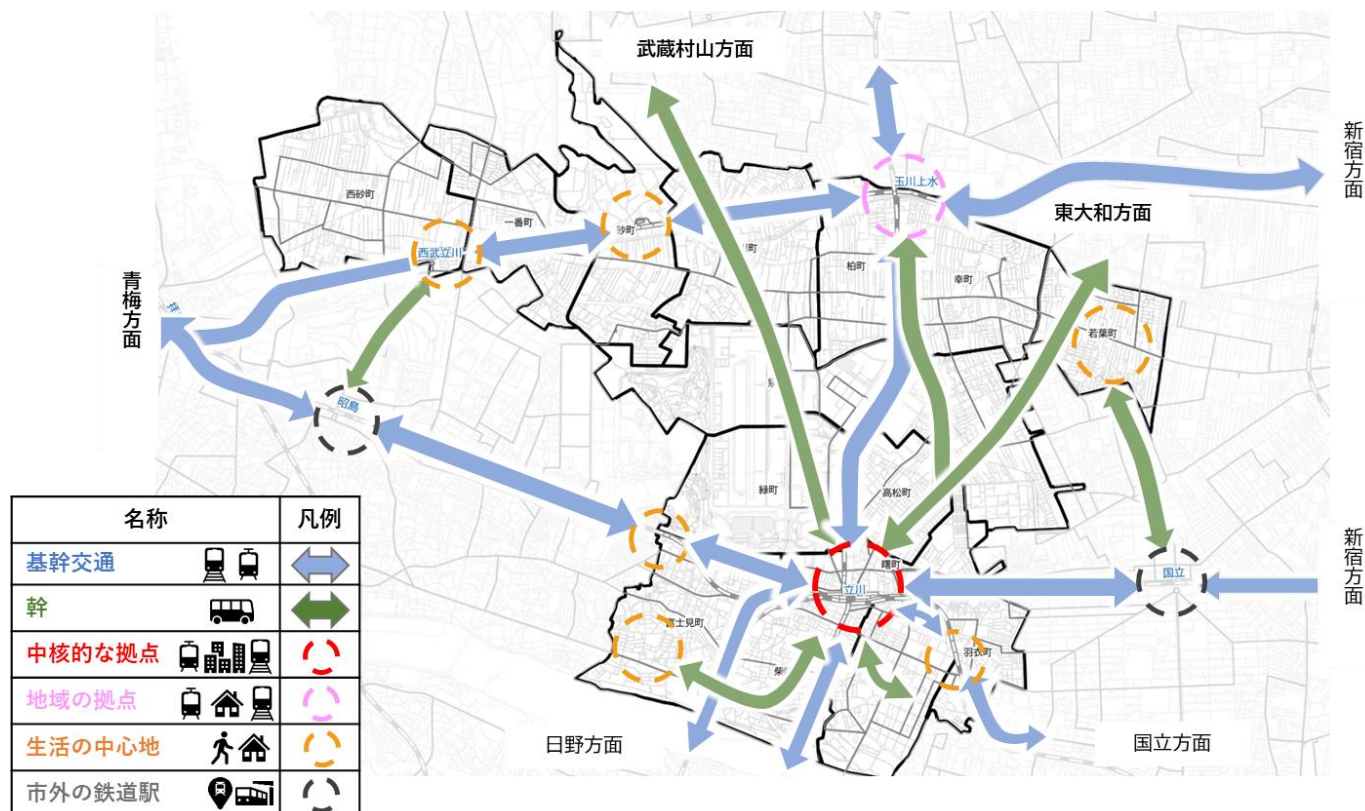 武蔵村山方面
新宿方面
玉川上水
東大和方面
西砂町
一番町
砂町
西武立川
柏町
幸町
青梅方面
若葉町
昭島
緑町
高松町
名称
凡例
基幹交通
幹
中核的な拠点
地域の拠点
生活の中心地
市外の鉄道駅
新宿方面
曙町
立川
国立
富士見町
羽衣町
日野方面
国立方面